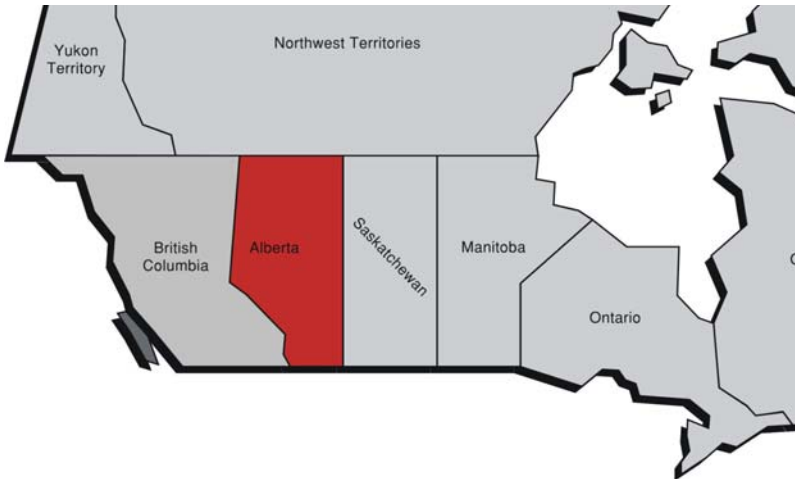 Yukon
Territory
Northwest Territories
British
Columbia
Alberta
Saskatchewan
Manitoba
Ontario